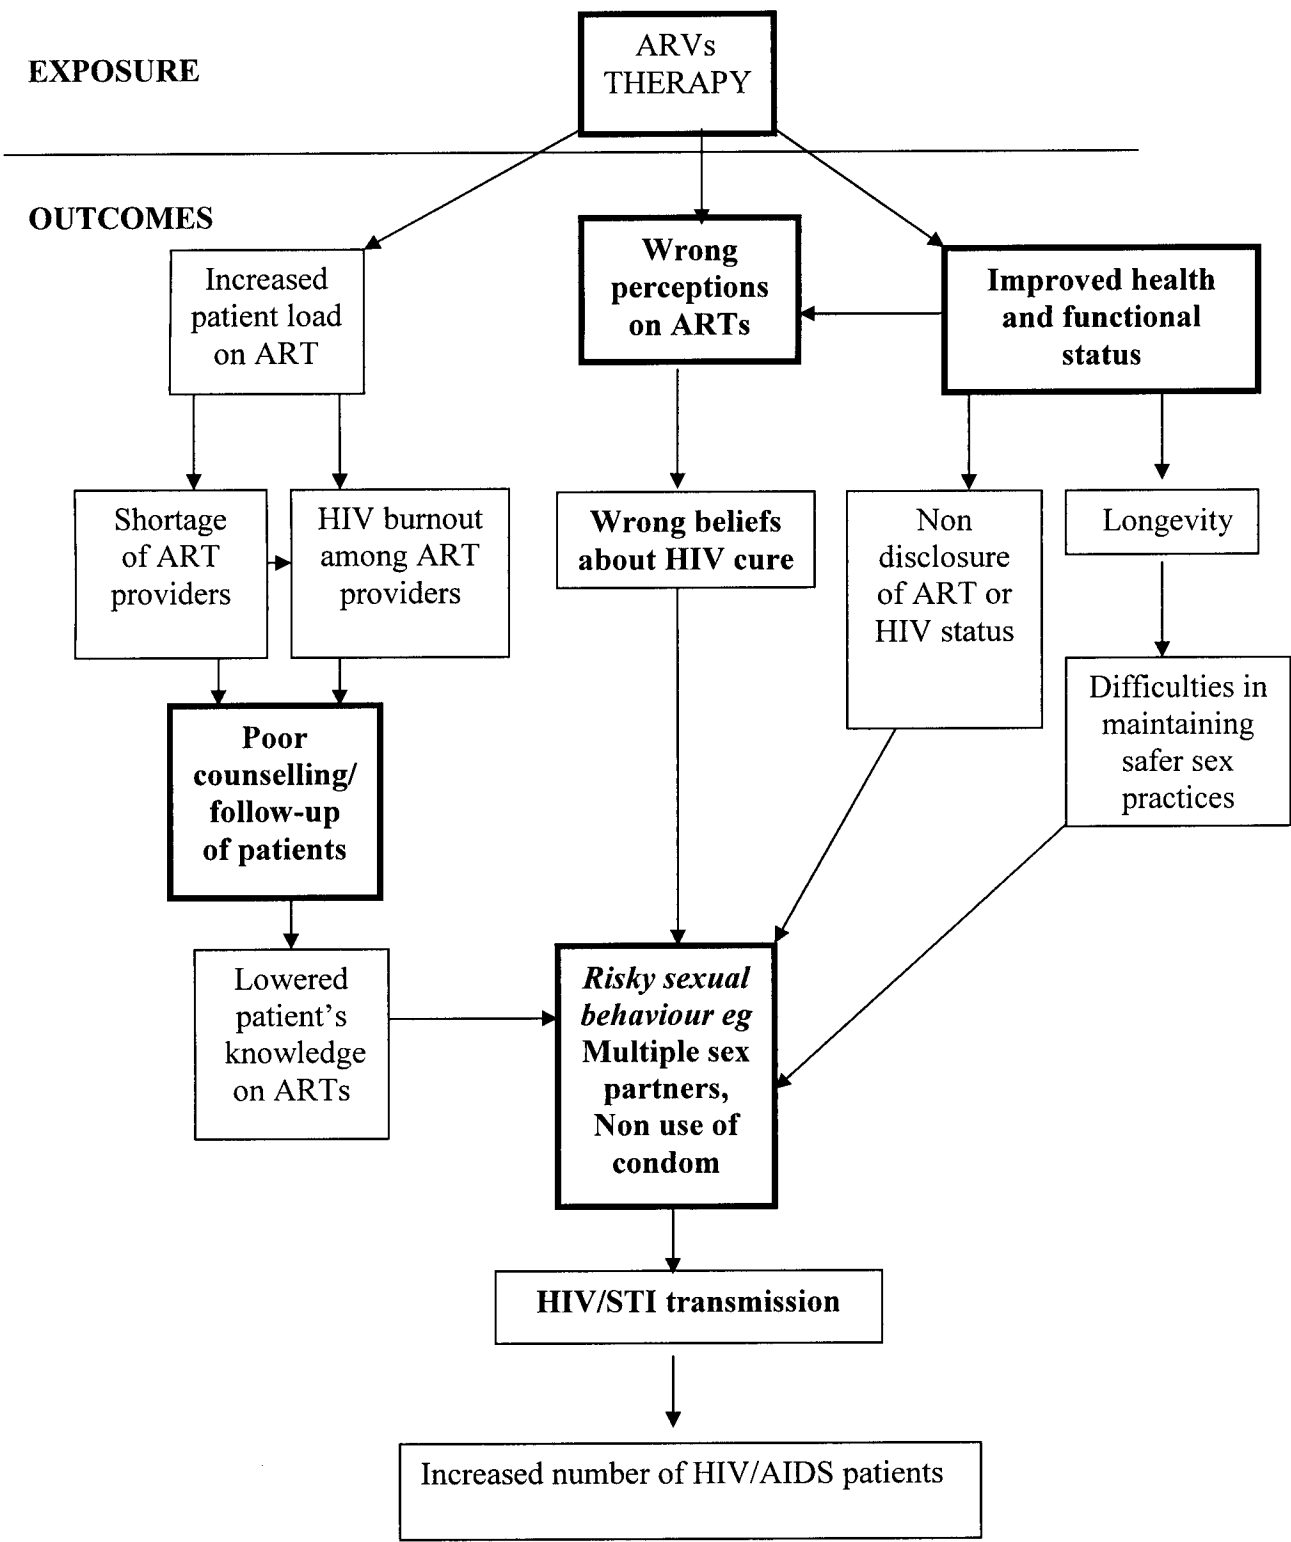 EXPOSURE
ARVs
THERAPY
OUTCOMES
Increased
patient load
on ART
Wrong
perceptions
on ARTs
Improved health
and functional
status
Shortage
of ART
providers
HIV burnout
among ART
providers
Wrong beliefs
about HIV cure
Non
disclosure
of ART or
HIV status
Longevity
Difficulties in
maintaining
safer sex
practices
Poor
counselling/
follow-up
of patients
Lowered
patient's
knowledge
on ARTs
Risky sexual
behaviour eg
Multiple sex
partners,
Non use of
condom
HIV/STI transmission
Increased number of HIV/AIDS patients